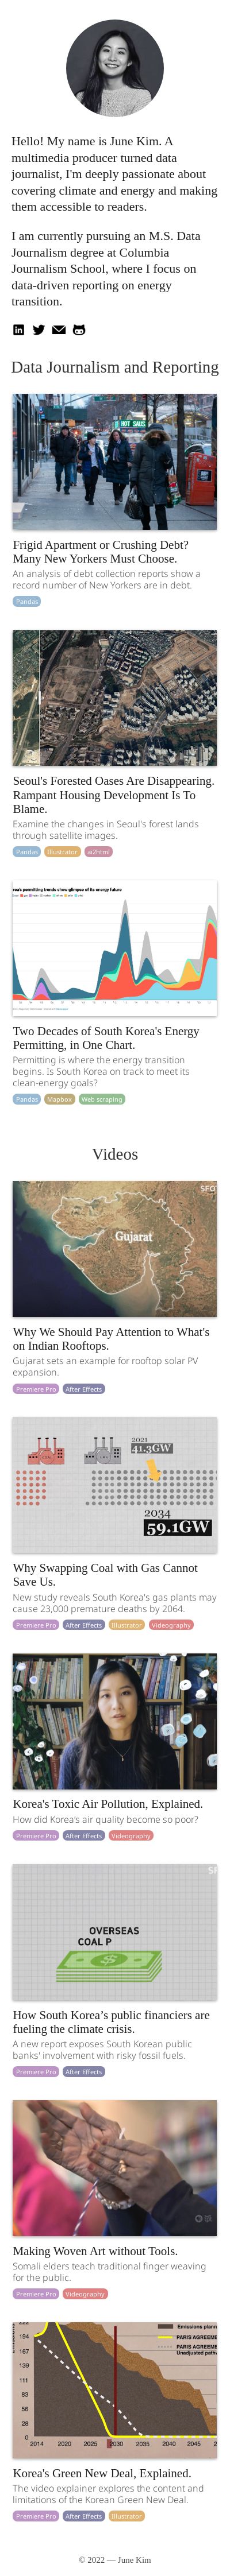 Hello! My name is June Kim. A
multimedia producer turned data
journalist, I'm deeply passionate about
covering climate and energy and making
them accessible to readers.
I am currently pursuing an M.S. Data
Journalism degree at Columbia
Journalism School, where I focus on
data-driven reporting on energy
transition.
Data Journalism and Reporting
HOT SUDS
Frigid Apartment or Crushing Debt?
Many New Yorkers Must Choose.
An analysis of debt collection reports show a
record number of New Yorkers are in debt.
Pandas
Seoul's Forested Oases Are Disappearing.
Rampant Housing Development Is To
Blame.
Examine the changes in Seoul's forest lands
through satellite images.
Pandas Illustrator ai2html
rea's permitting trends show glimpse of its energy future
Two Decades of South Korea's Energy
Permitting, in One Chart.
Permitting is where the energy transition
begins. Is South Korea on track to meet its
clean-energy goals?
Pandas Mapbox Web scraping
Videos
SFO
Gujarat
Why We Should Pay Attention to What's
on Indian Rooftops.
Gujarat sets an example for rooftop solar PV
expansion.
Premiere Pro After Effects
2021
41.3GW
2034
59.1GW
Why Swapping Coal with Gas Cannot
Save Us.
New study reveals South Korea's gas plants may
cause 23,000 premature deaths by 2064.
Premiere Pro After Effects Illustrator Videography
Korea's Toxic Air Pollution, Explained.
How did Korea's air quality become so poor?
Premiere Pro After Effects Videography
SF
OVERSEAS
COAL P
How South Korea’s public financiers are
fueling the climate crisis.
A new report exposes South Korean public
banks' involvement with risky fossil fuels.
Premiere Pro After Effects
Making Woven Art without Tools.
Somali elders teach traditional finger weaving
for the public.
Premiere Pro Videography
222
194
167
139
111
83
56
28
0
Emissions plann
PARIS AGREEME
PARIS AGREEME
Unadjusted path
2014 2020 2025 2030 2035 2040 2045
Korea's Green New Deal, Explained.
The video explainer explores the content and
limitations of the Korean Green New Deal.
Premiere Pro After Effects Illustrator
© 2022 — June Kim